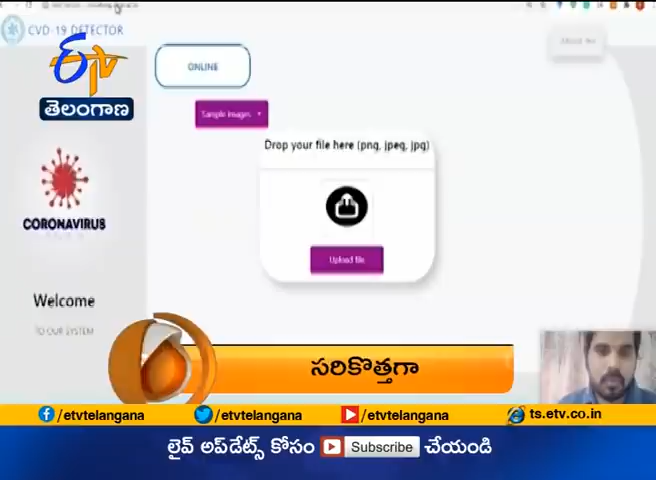 CVD-19 DETECTOR
ETV
తెలంగాణ
ONLINE
Sample Images
Drop your file here (png, jpeg, jpg)
Upload file
CORONAVIRUS
Welcome
TO OUR SYSTEM
సరికొత్తగా
/etvtelangana
/etvtelangana
/etvtelangana
ts.etv.co.in
లైవ్ అప్‌డేట్స్ కోసం Subscribe చేయండి